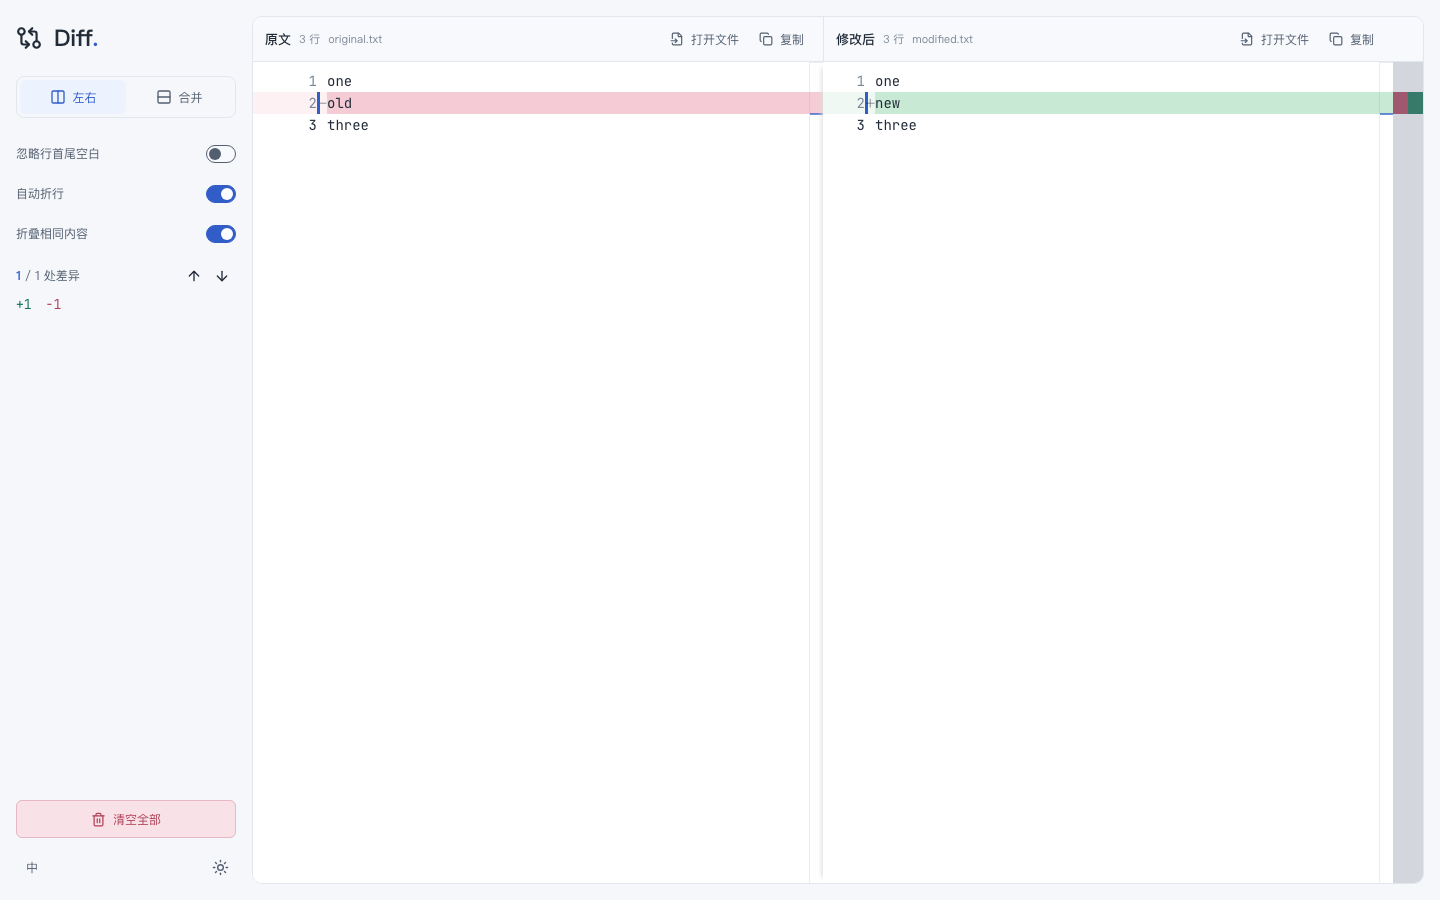 Diff.
左右 合并
忽略行首尾空白
自动折行
折叠相同内容
1 / 1 处差异
+1 -1
清空全部
中
原文 3 行 original.txt 打开文件 复制
1 one
2 - old
3 three
修改后 3 行 modified.txt 打开文件 复制
1 one
2 + new
3 three